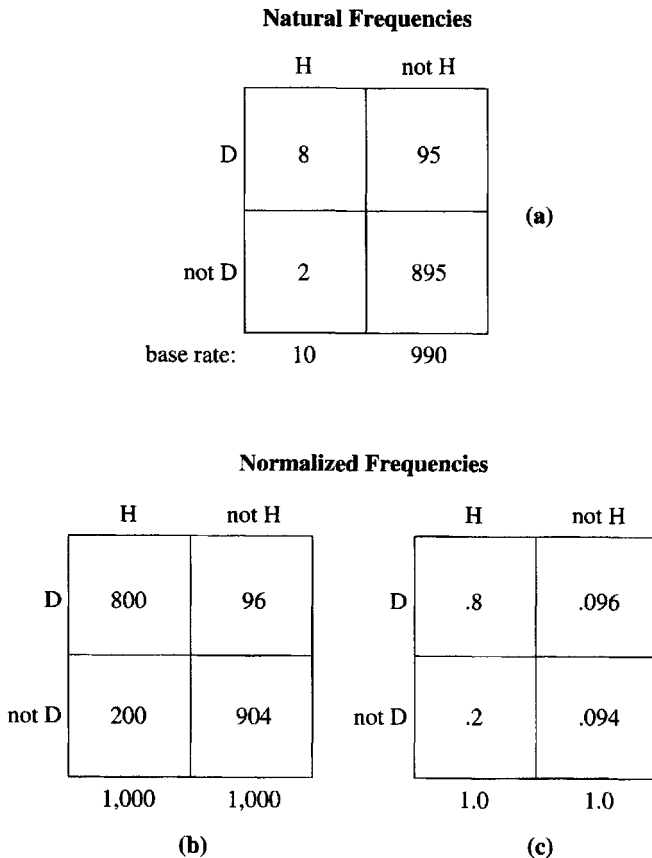 Natural Frequencies
H not H
D 8 95
(a)
not D 2 895
base rate: 10 990
Normalized Frequencies
H not H H not H
D 800 96 D .8 .096
not D 200 904 not D .2 .094
1,000 1,000 1.0 1.0
(b) (c)